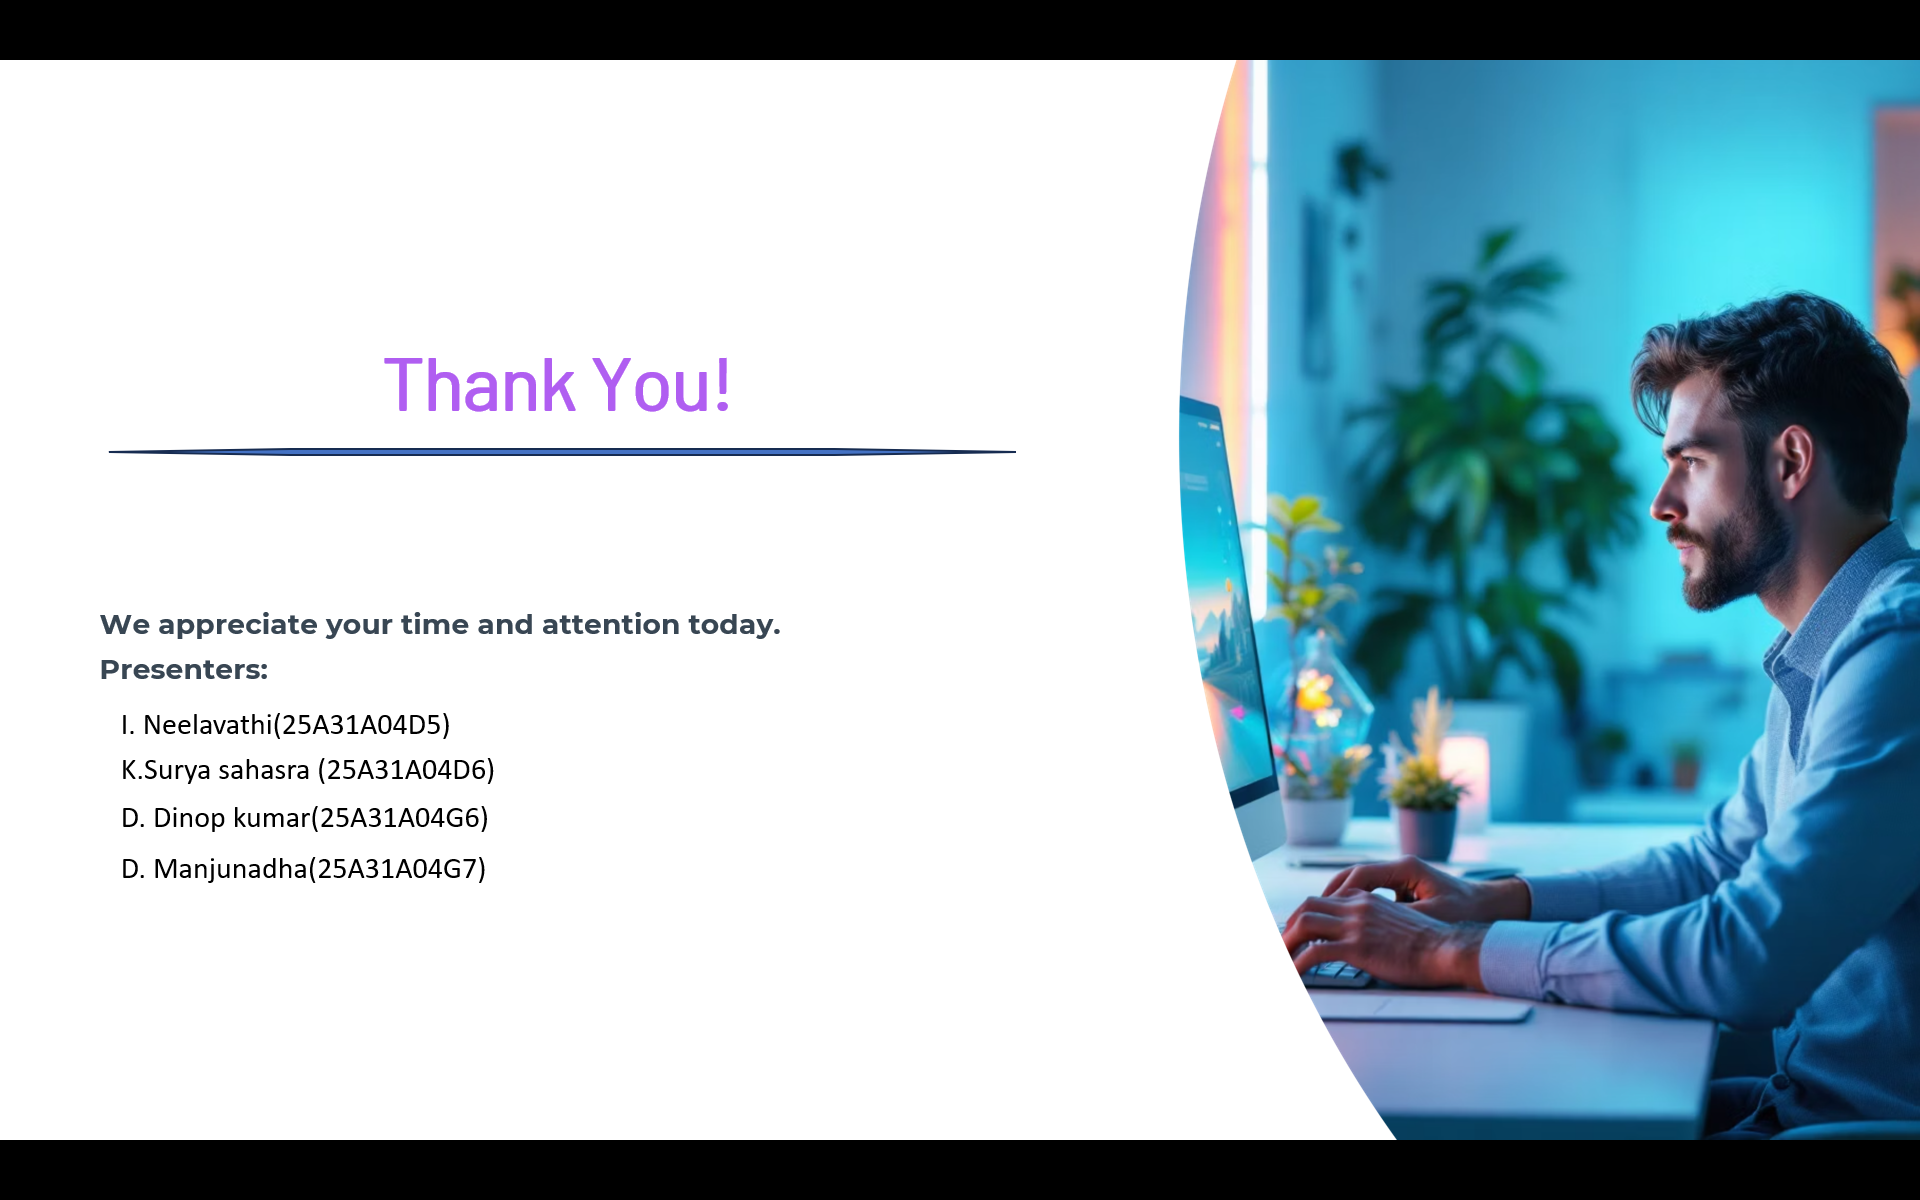 Thank You!
We appreciate your time and attention today.
Presenters:
I. Neelavathi(25A31A04D5)
K.Surya sahasra (25A31A04D6)
D. Dinop kumar(25A31A04G6)
D. Manjunadha(25A31A04G7)